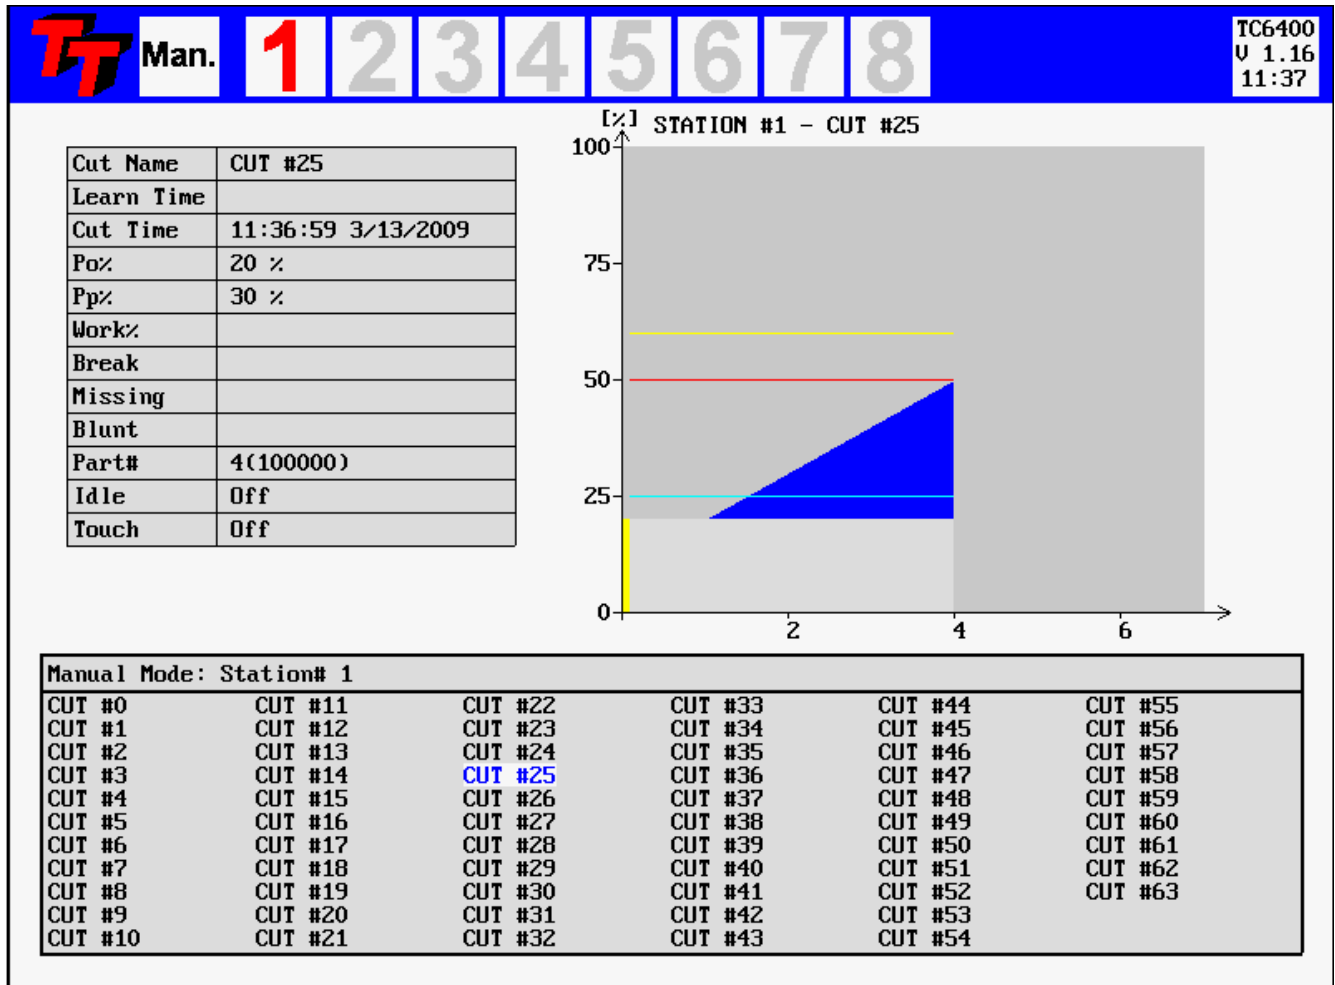 TT Man. 1 2 3 4 5 6 7 8
TC6400
V 1.16
11:37
Cut Name CUT #25
Learn Time
Cut Time 11:36:59 3/13/2009
Po% 20 %
Pp% 30 %
Work%
Break
Missing
Blunt
Part# 4(100000)
Idle Off
Touch Off
[%] STATION #1 - CUT #25
100
75
50
25
0
2 4 6
Manual Mode: Station# 1
CUT #0 CUT #11 CUT #22 CUT #33 CUT #44 CUT #55
CUT #1 CUT #12 CUT #23 CUT #34 CUT #45 CUT #56
CUT #2 CUT #13 CUT #24 CUT #35 CUT #46 CUT #57
CUT #3 CUT #14 CUT #25 CUT #36 CUT #47 CUT #58
CUT #4 CUT #15 CUT #26 CUT #37 CUT #48 CUT #59
CUT #5 CUT #16 CUT #27 CUT #38 CUT #49 CUT #60
CUT #6 CUT #17 CUT #28 CUT #39 CUT #50 CUT #61
CUT #7 CUT #18 CUT #29 CUT #40 CUT #51 CUT #62
CUT #8 CUT #19 CUT #30 CUT #41 CUT #52 CUT #63
CUT #9 CUT #20 CUT #31 CUT #42 CUT #53
CUT #10 CUT #21 CUT #32 CUT #43 CUT #54